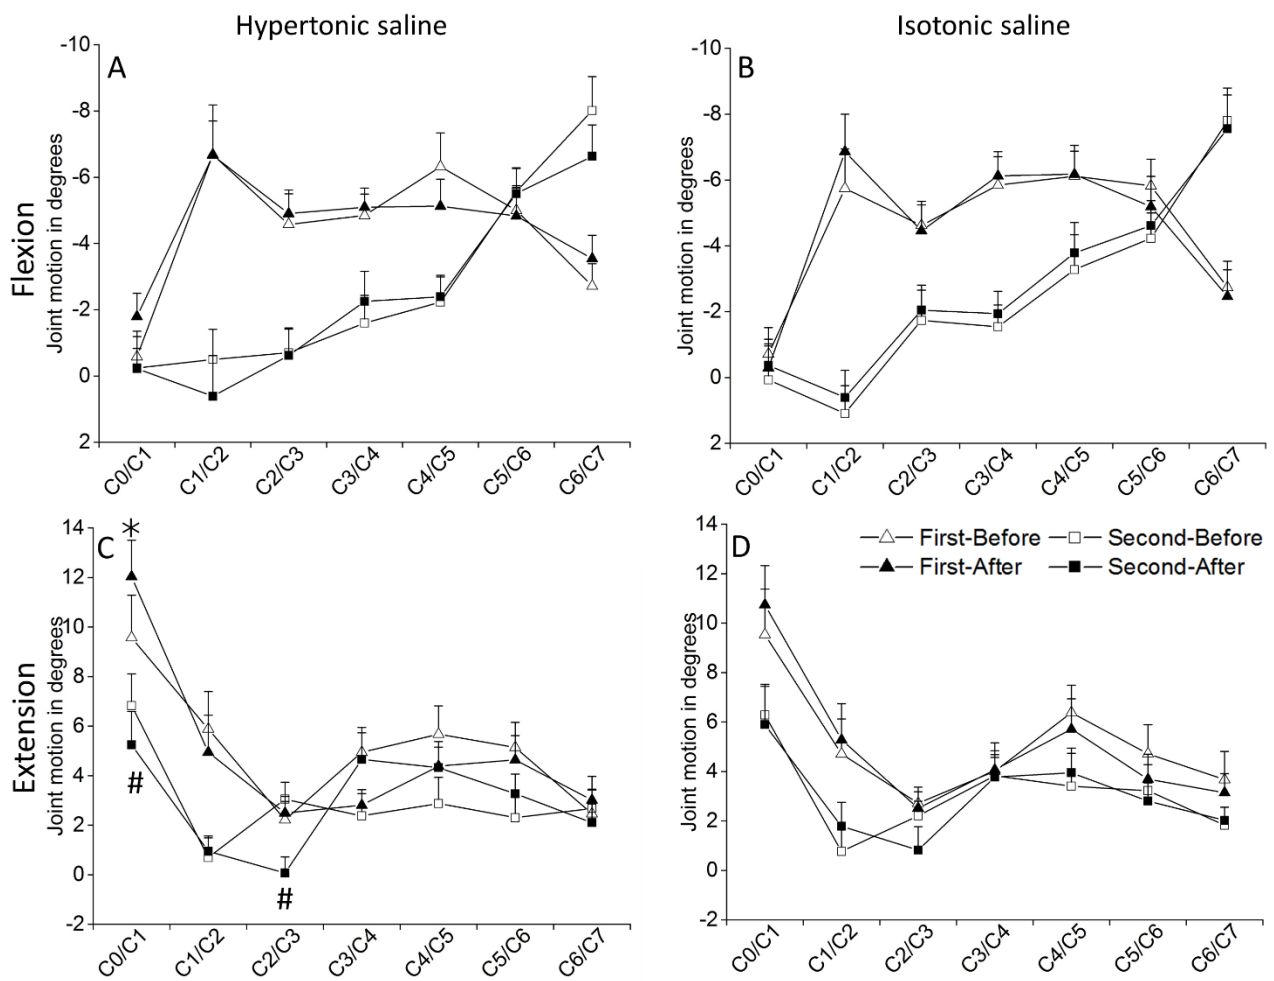 Hypertonic saline
Isotonic saline
A
B
Flexion
Joint motion in degrees
-10
-8
-6
-4
-2
0
2
C0/C1
C1/C2
C2/C3
C3/C4
C4/C5
C5/C6
C6/C7
Joint motion in degrees
-10
-8
-6
-4
-2
0
2
C0/C1
C1/C2
C2/C3
C3/C4
C4/C5
C5/C6
C6/C7
C
*
#
#
Extension
Joint motion in degrees
14
12
10
8
6
4
2
0
-2
C0/C1
C1/C2
C2/C3
C3/C4
C4/C5
C5/C6
C6/C7
D
First-Before
Second-Before
First-After
Second-After
Joint motion in degrees
14
12
10
8
6
4
2
0
-2
C0/C1
C1/C2
C2/C3
C3/C4
C4/C5
C5/C6
C6/C7